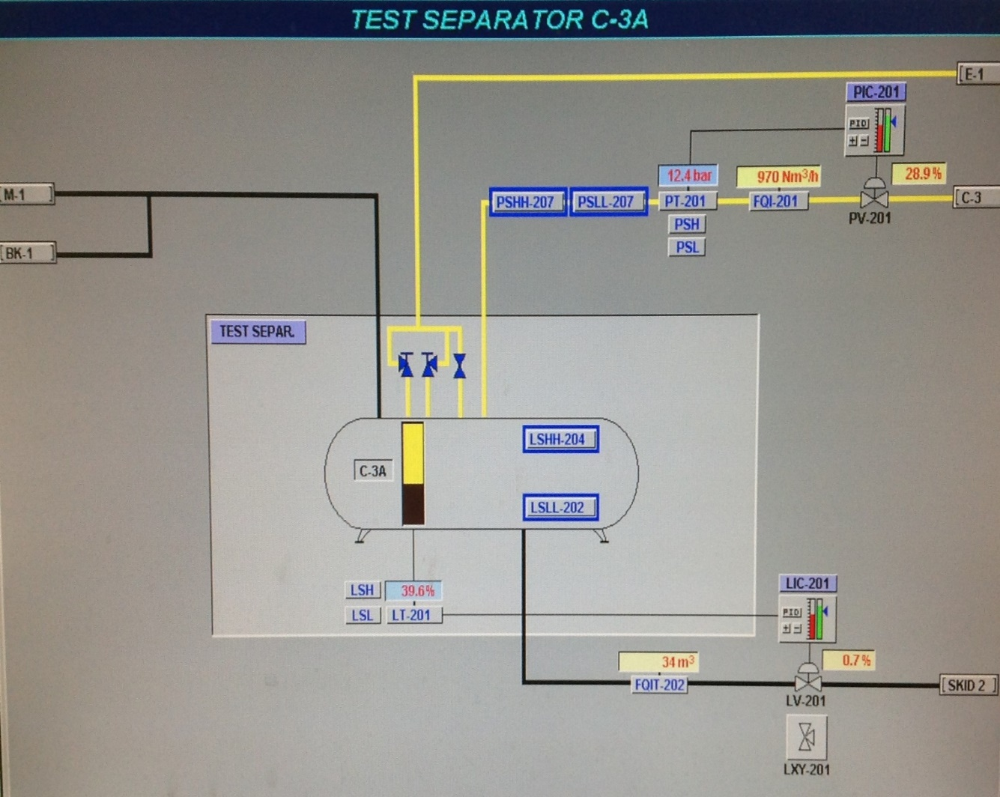 TEST SEPARATOR C-3A
E-1
PIC-201
PID
+ -
12.4 bar
970 Nm³/h
28.9 %
M-1
PSHH-207
PSLL-207
PT-201
FQI-201
C-3
PV-201
PSH
BK-1
PSL
TEST SEPAR.
LSHH-204
C-3A
LSLL-202
LIC-201
LSH
39.6%
LSL
LT-201
PID
+ -
34 m³
0.7 %
FQIT-202
SKID 2
LV-201
LXY-201